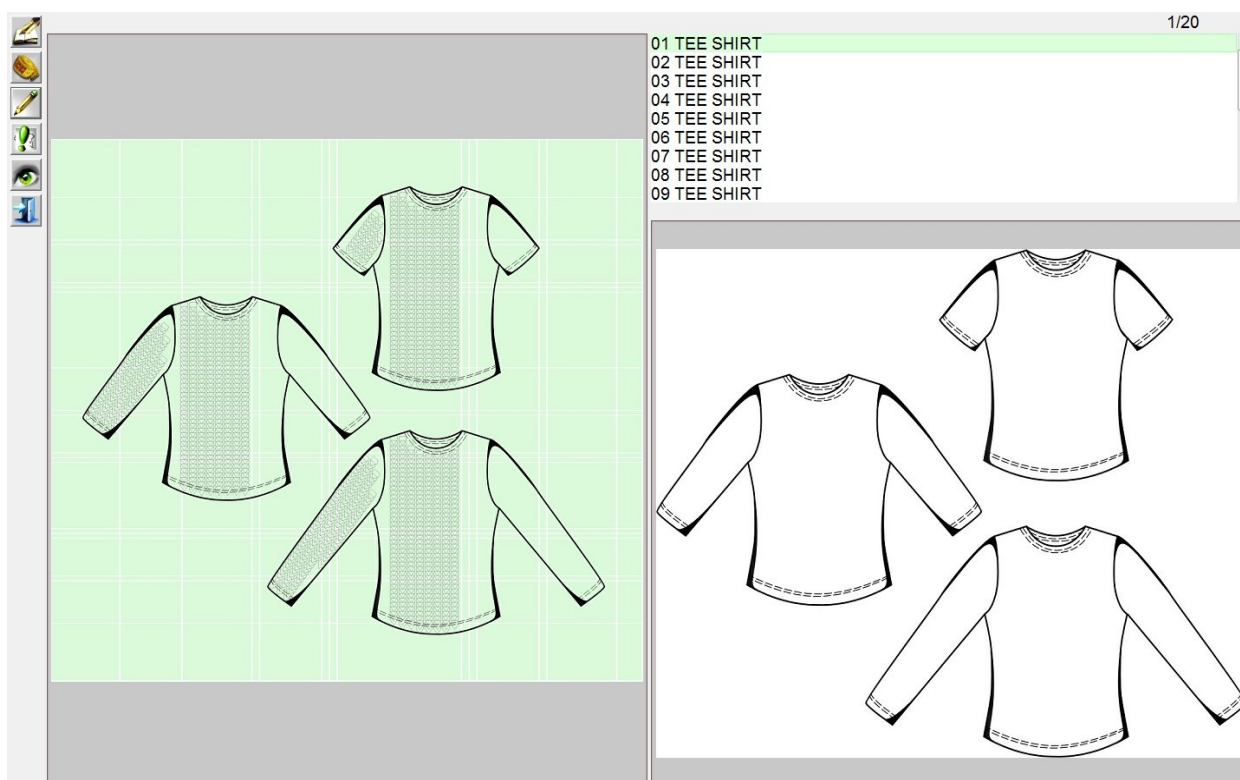 1/20
01 TEE SHIRT
02 TEE SHIRT
03 TEE SHIRT
04 TEE SHIRT
05 TEE SHIRT
06 TEE SHIRT
07 TEE SHIRT
08 TEE SHIRT
09 TEE SHIRT